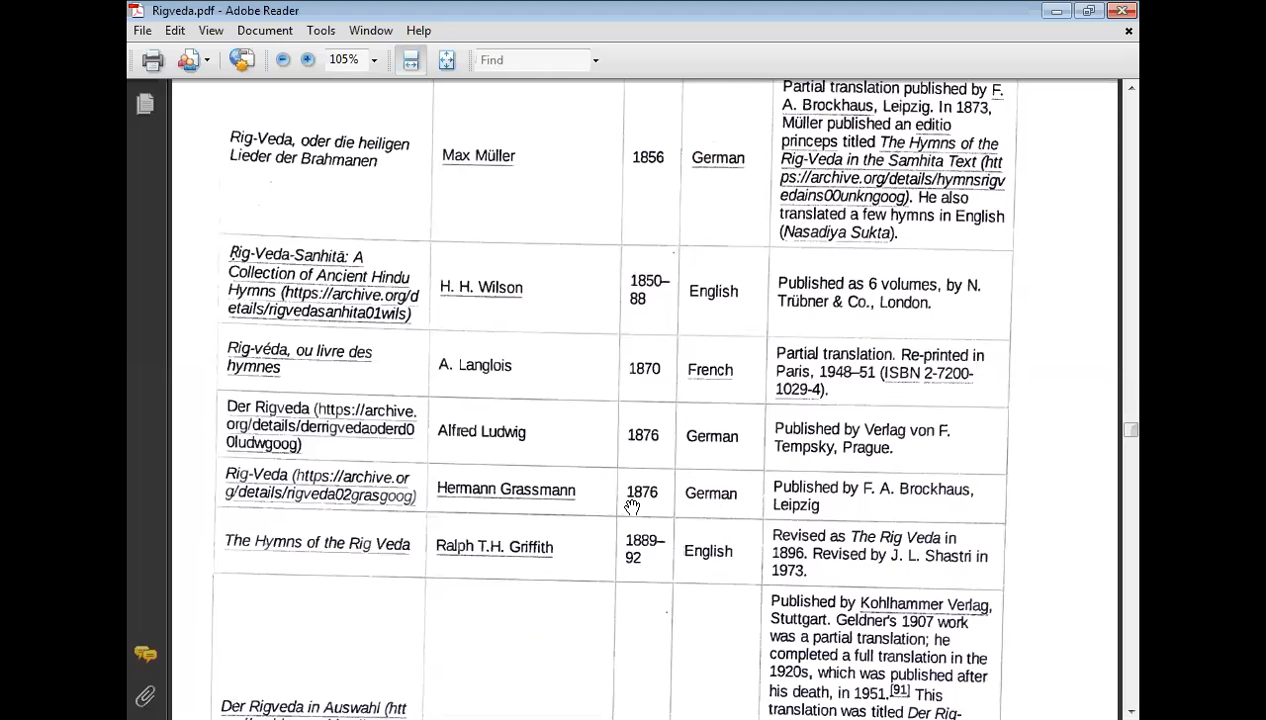 Rigveda.pdf - Adobe Reader
File Edit View Document Tools Window Help
105%
Find
Rig-Veda, oder die heiligen
Lieder der Brahmanen
Max Müller
1856
German
Partial translation published by F.
A. Brockhaus, Leipzig. In 1873,
Müller published an editio
princeps titled The Hymns of the
Rig-Veda in the Samhita Text (htt
ps://archive.org/details/hymnsrigv
edains00unkngoog). He also
translated a few hymns in English
(Nasadiya Sukta).
Rig-Veda-Sanhitâ: A
Collection of Ancient Hindu
Hymns (https://archive.org/d
etails/rigvedasanhita01wils)
H. H. Wilson
1850–
88
English
Published as 6 volumes, by N.
Trübner & Co., London.
Rig-véda, ou livre des
hymnes
A. Langlois
1870
French
Partial translation. Re-printed in
Paris, 1948–51 (ISBN 2-7200-
1029-4).
Der Rigveda (https://archive.
org/details/derrigvedaoderd0
0ludwgoog)
Alfred Ludwig
1876
German
Published by Verlag von F.
Tempsky, Prague.
Rig-Veda (https://archive.or
g/details/rigveda02grasgoog)
Hermann Grassmann
1876
German
Published by F. A. Brockhaus,
Leipzig
The Hymns of the Rig Veda
Ralph T.H. Griffith
1889–
92
English
Revised as The Rig Veda in
1896. Revised by J. L. Shastri in
1973.
Der Rigveda in Auswahl (htt
Published by Kohlhammer Verlag,
Stuttgart. Geldner's 1907 work
was a partial translation; he
completed a full translation in the
1920s, which was published after
his death, in 1951.[91] This
translation was titled Der Rig-